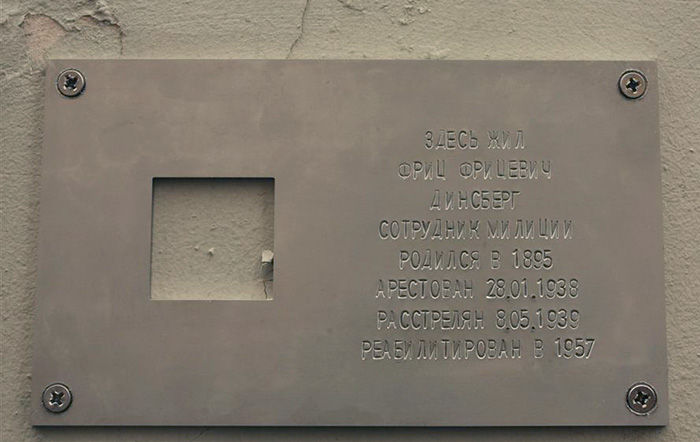 ЗДЕСЬ ЖИЛ
ФРИЦ ФРИЦЕВИЧ
ДИНСБЕРГ
СОТРУДНИК МИЛИЦИИ
РОДИЛСЯ В 1895
АРЕСТОВАН 28.01.1938
РАССТРЕЛЯН 8.05.1939
РЕАБИЛИТИРОВАН В 1957